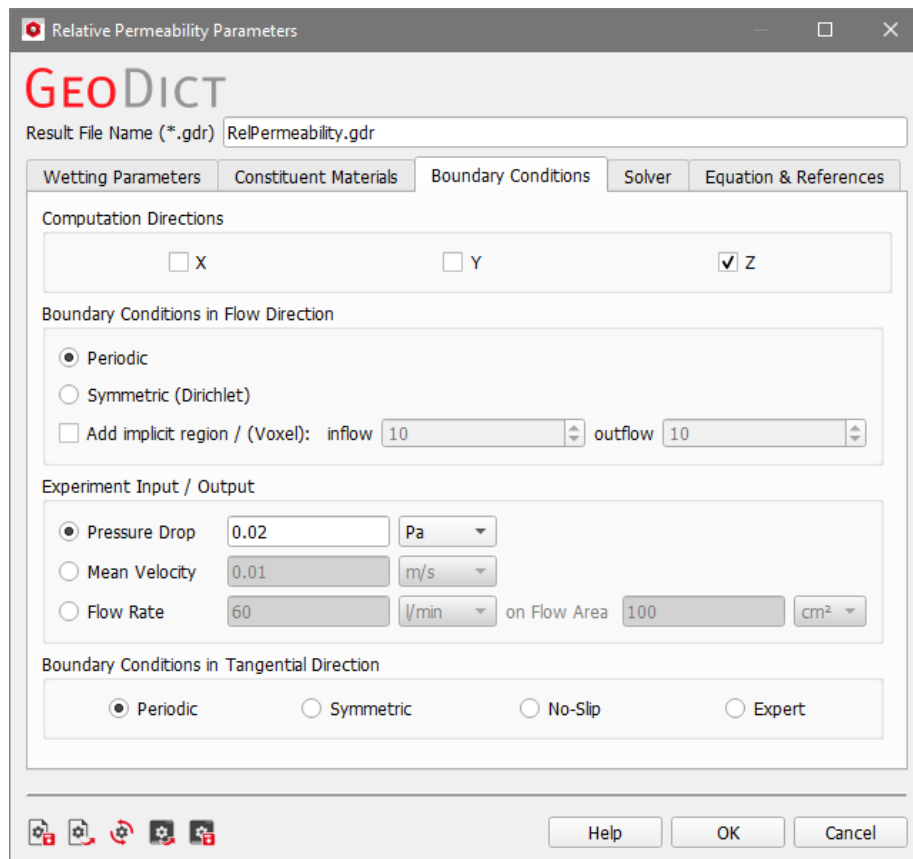 Relative Permeability Parameters
GEODICT
Result File Name (*.gdr) RelPermeability.gdr
Wetting Parameters Constituent Materials Boundary Conditions Solver Equation & References
Computation Directions
X Y Z
Boundary Conditions in Flow Direction
Periodic
Symmetric (Dirichlet)
Add implicit region / (Voxel): inflow 10 outflow 10
Experiment Input / Output
Pressure Drop 0.02 Pa
Mean Velocity 0.01 m/s
Flow Rate 60 l/min on Flow Area 100 cm²
Boundary Conditions in Tangential Direction
Periodic Symmetric No-Slip Expert
Help OK Cancel